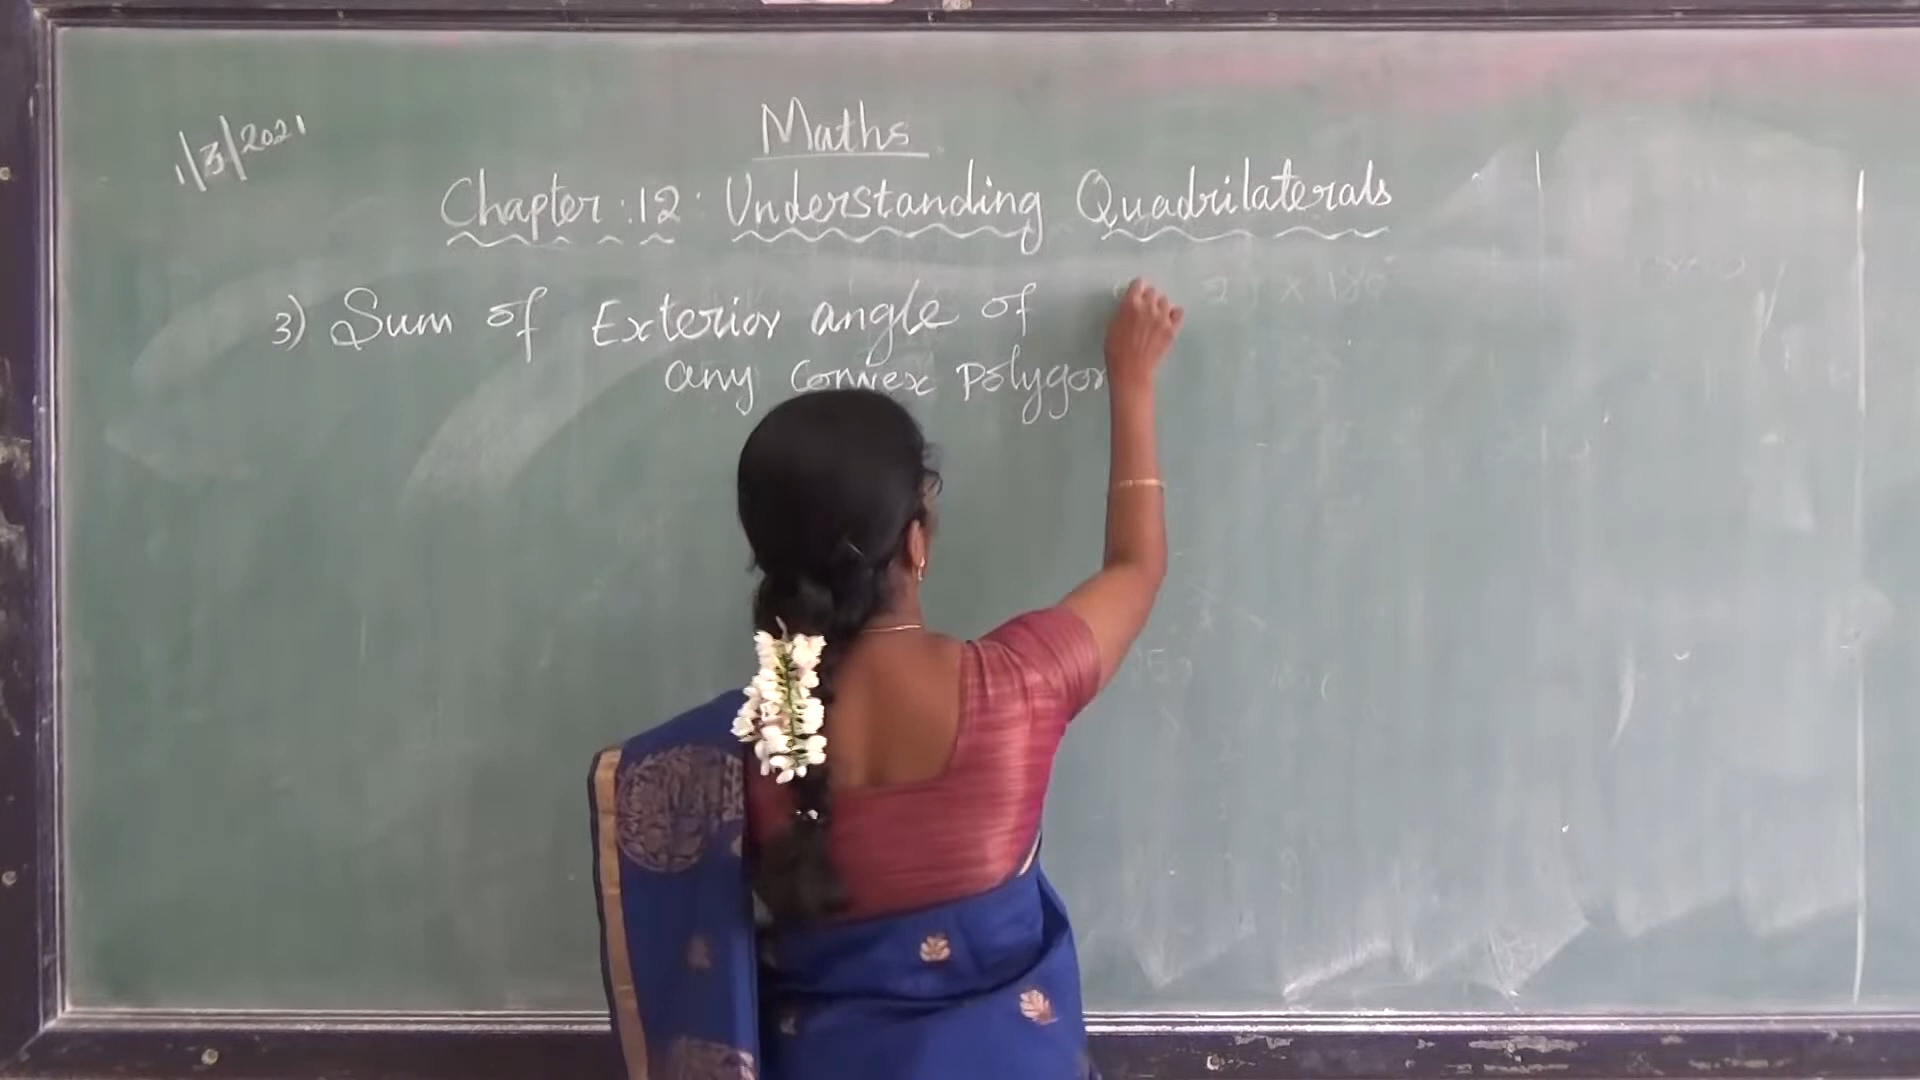 Maths
1/3/2021
Chapter:12: Understanding Quadrilaterals
3) Sum of Exterior angle of
any Convex polygon